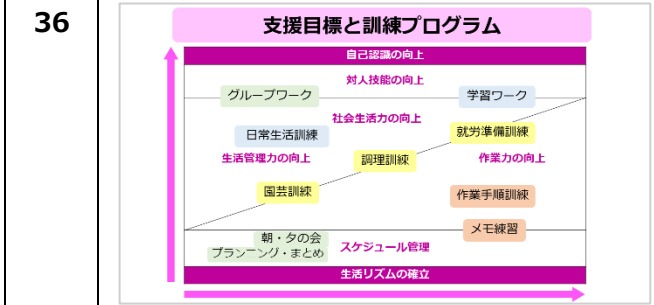 36
支援目標と訓練プログラム
自己認識の向上
対人技能の向上
グループワーク
学習ワーク
社会生活力の向上
日常生活訓練
就労準備訓練
生活管理力の向上
調理訓練
作業力の向上
園芸訓練
作業手順訓練
メモ練習
朝・夕の会
プランニング・まとめ
スケジュール管理
生活リズムの確立